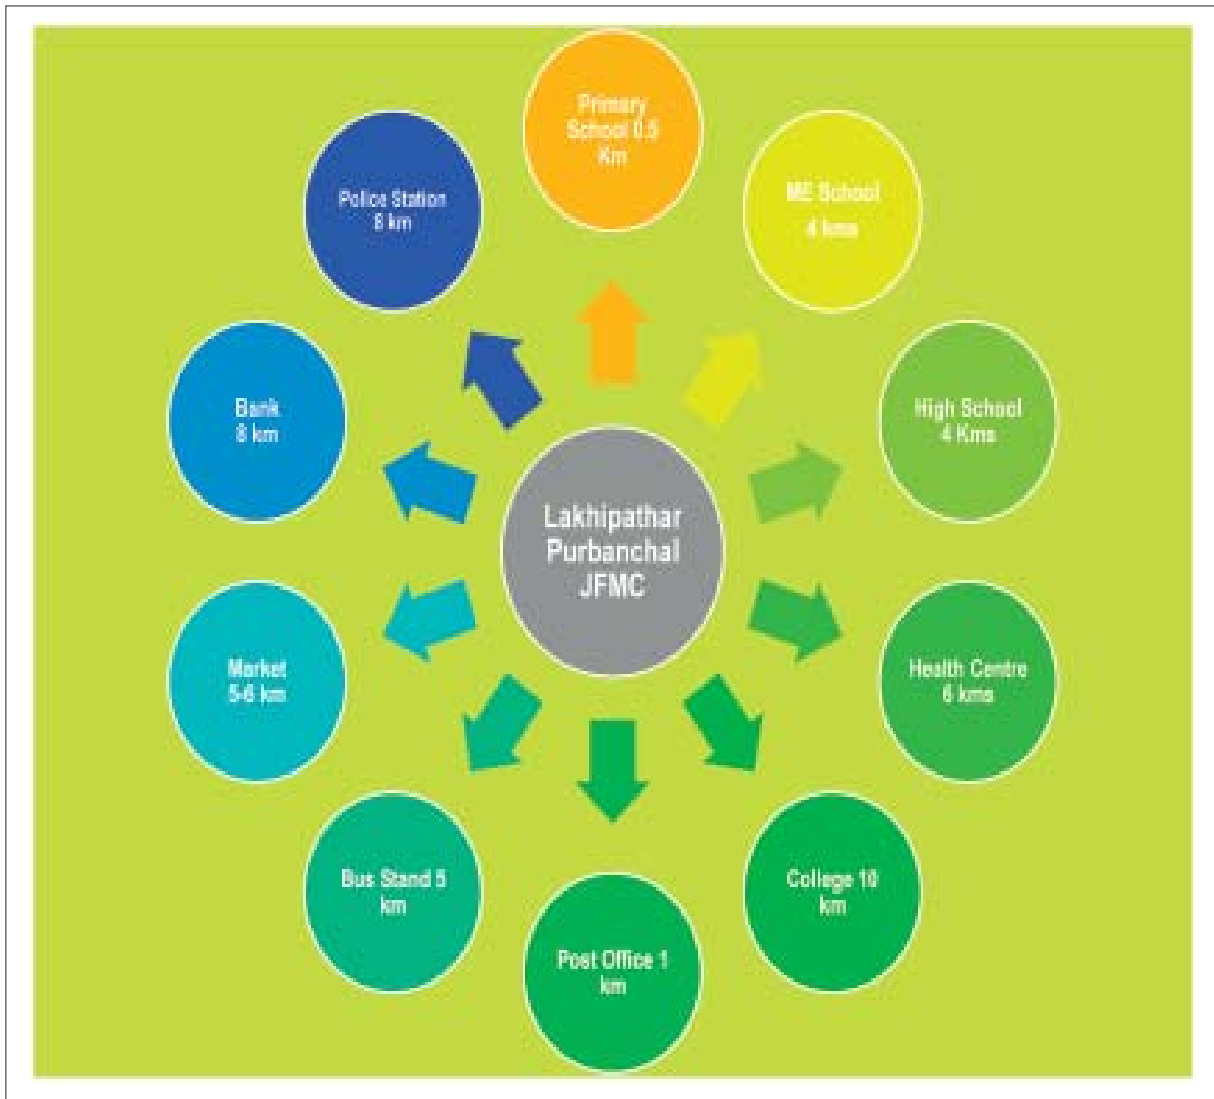 Primary
School 0.5
Km
ME School
4 kms
High School
4 Kms
Health Centre
6 kms
College 10
km
Post Office 1
km
Bus Stand 5
km
Market
5-6 km
Bank
8 km
Police Station
8 km
Lakhipathar
Purbanchal
JFMC